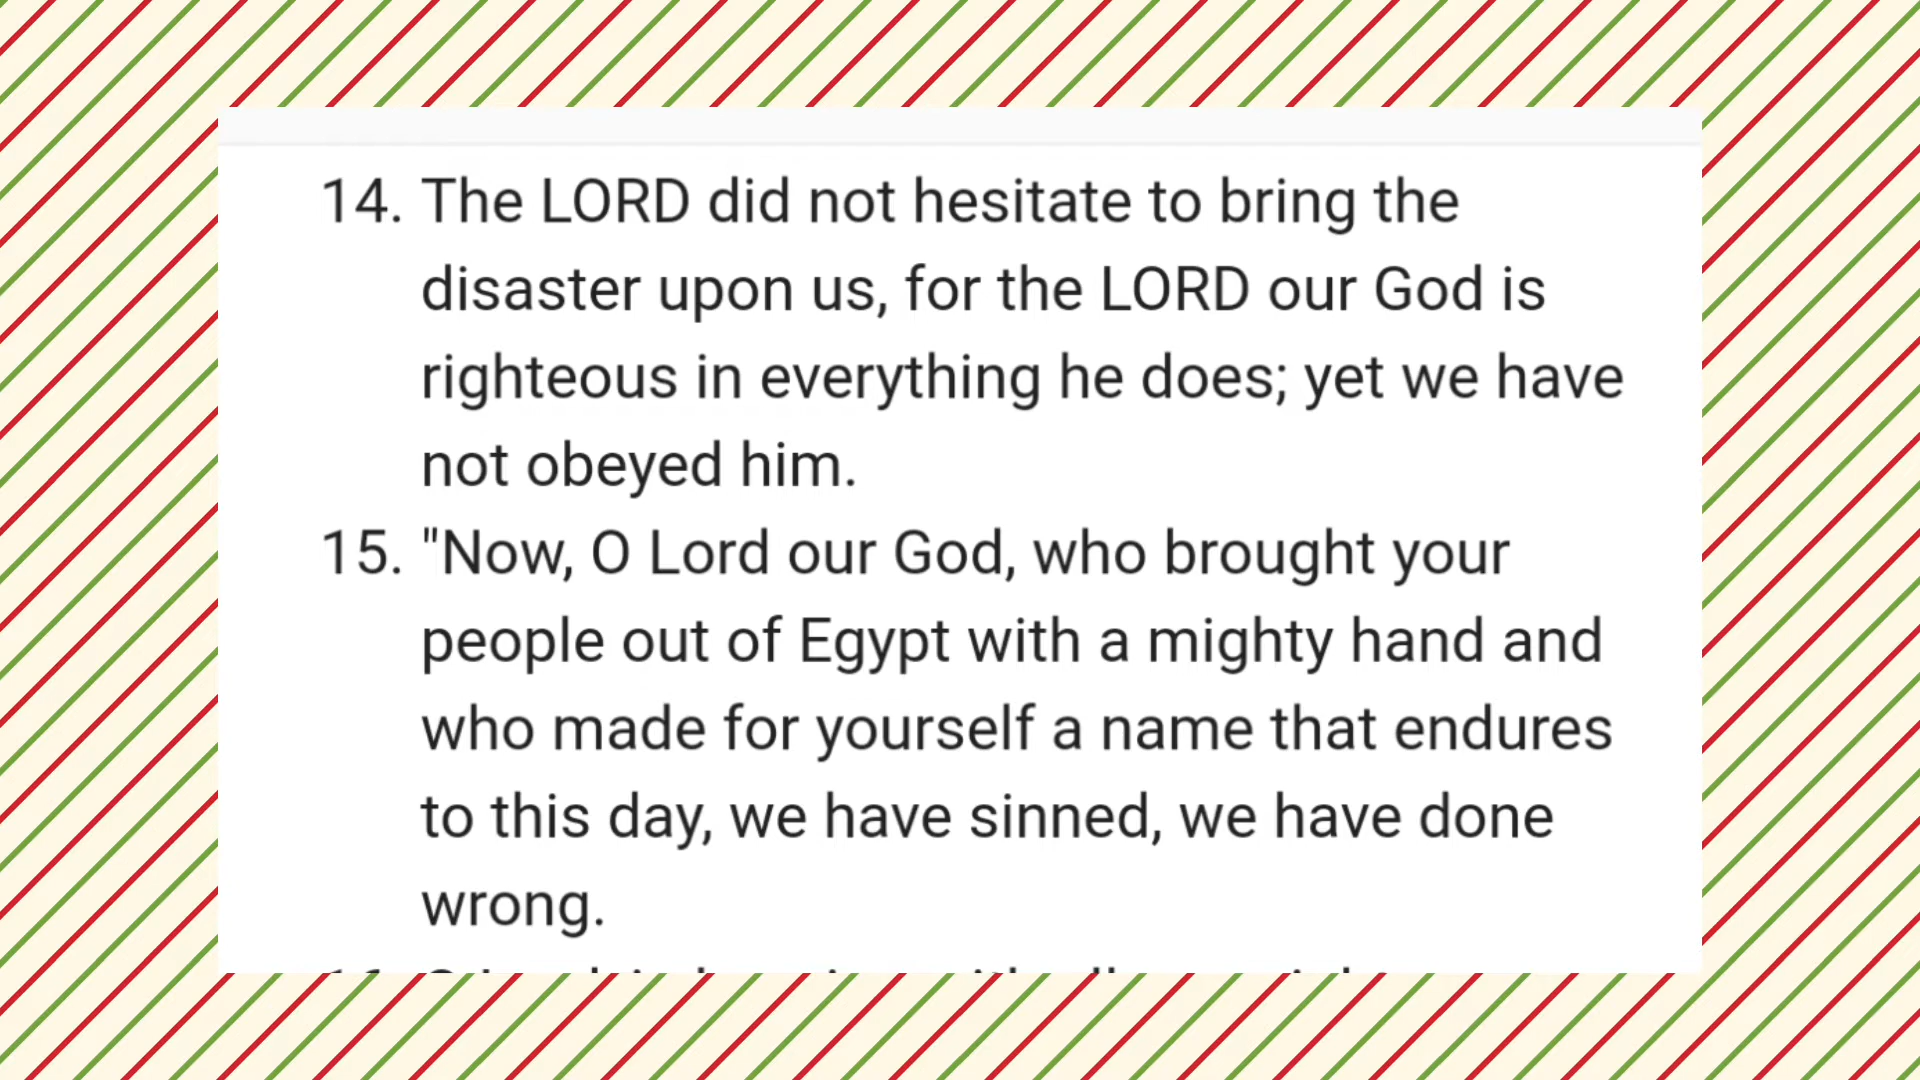 14. The LORD did not hesitate to bring the
disaster upon us, for the LORD our God is
righteous in everything he does; yet we have
not obeyed him.
15. "Now, O Lord our God, who brought your
people out of Egypt with a mighty hand and
who made for yourself a name that endures
to this day, we have sinned, we have done
wrong.